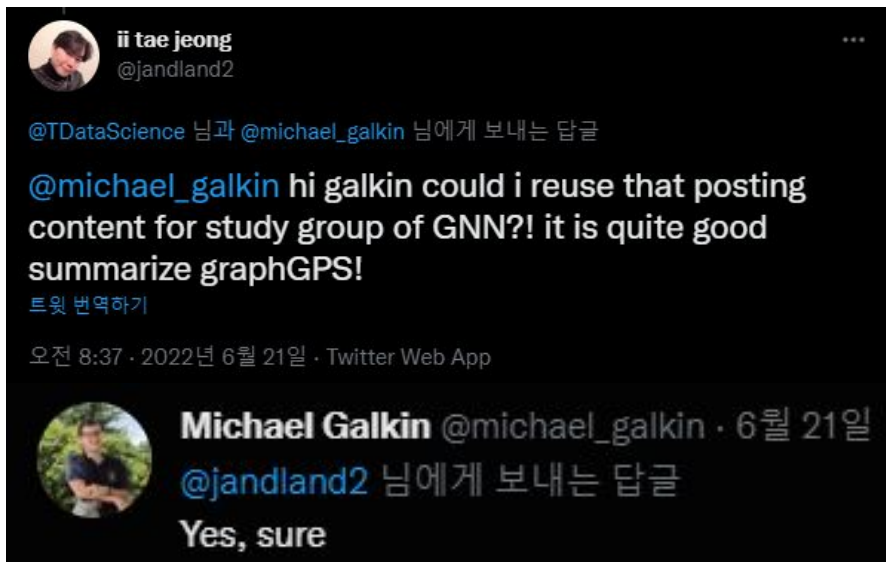 ii tae jeong
@jandland2
@TDataScience 님과 @michael_galkin 님에게 보내는 답글
@michael_galkin hi galkin could i reuse that posting
content for study group of GNN?! it is quite good
summarize graphGPS!
트윗 번역하기
오전 8:37 · 2022년 6월 21일 · Twitter Web App
Michael Galkin @michael_galkin · 6월 21일
@jandland2 님에게 보내는 답글
Yes, sure